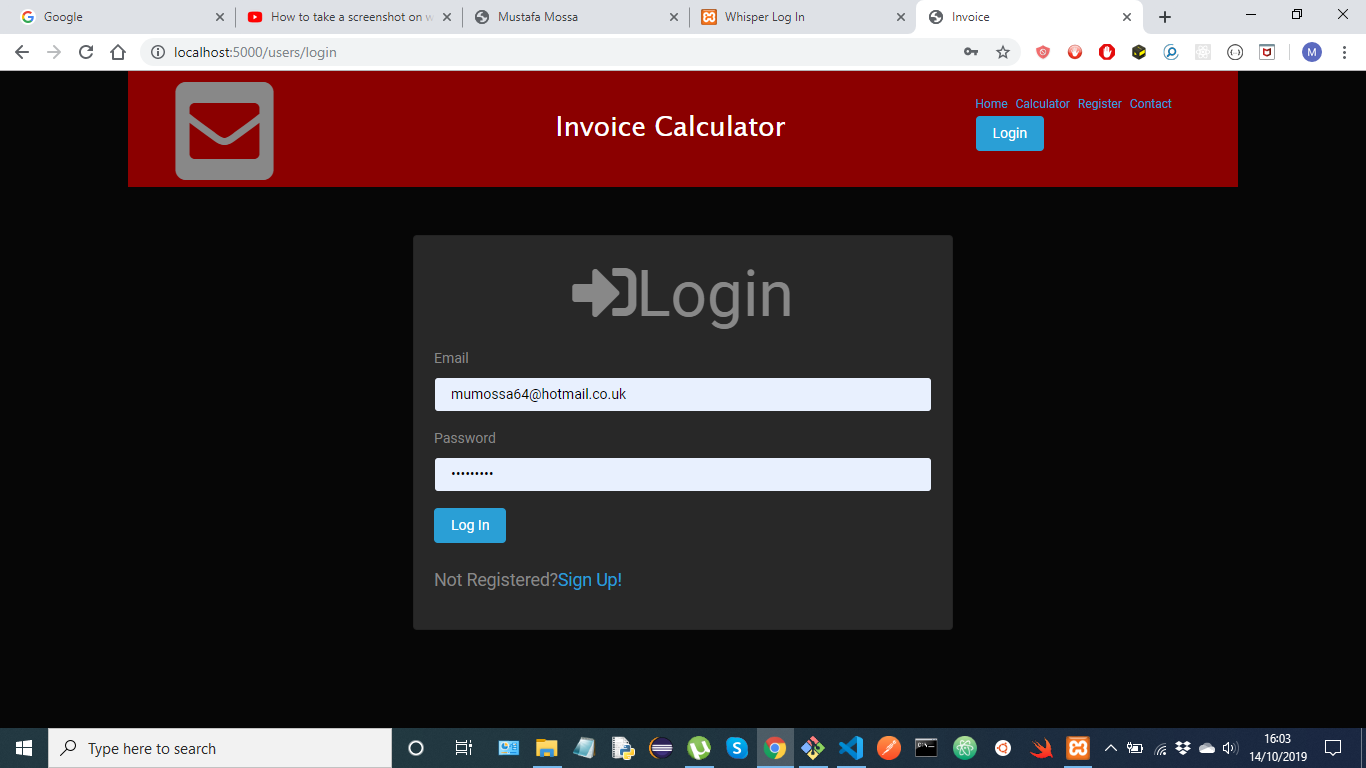 Google
How to take a screenshot on w
Mustafa Mossa
Whisper Log In
Invoice
localhost:5000/users/login
M
Invoice Calculator
Home Calculator Register Contact
Login
Login
Email
mumossa64@hotmail.co.uk
Password
•••••••••
Log In
Not Registered?Sign Up!
Type here to search
16:03
14/10/2019